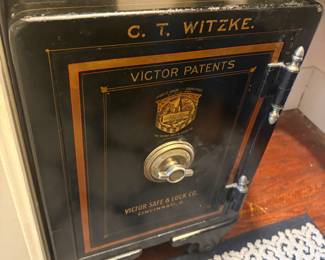 C. T. WITZKE.
VICTOR PATENTS
VICTOR SAFE & LOCK CO.
CINCINNATI, O.